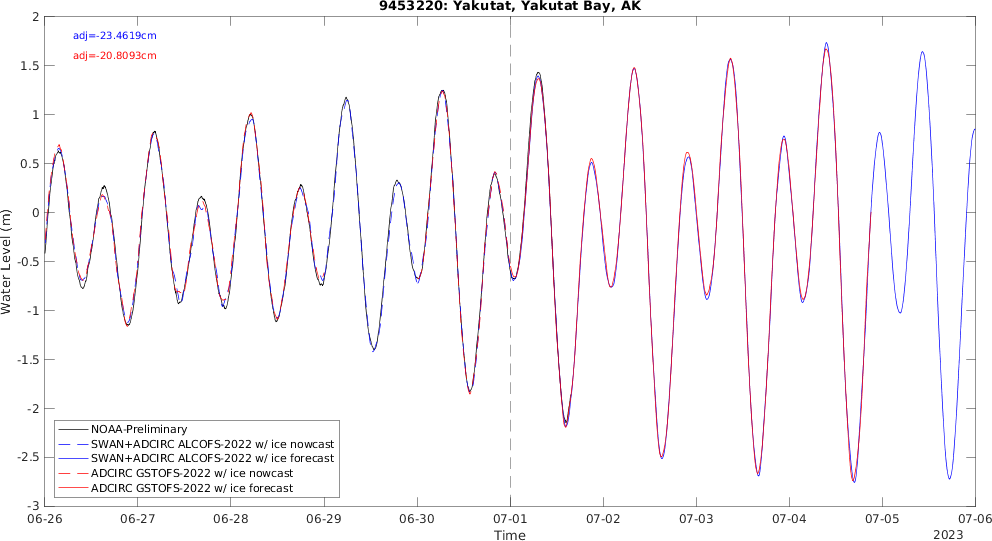 9453220: Yakutat, Yakutat Bay, AK
adj=-23.4619cm
adj=-20.8093cm
Water Level (m)
2
1.5
1
0.5
0
-0.5
-1
-1.5
-2
-2.5
-3
NOAA-Preliminary
SWAN+ADCIRC ALCOFS-2022 w/ ice nowcast
SWAN+ADCIRC ALCOFS-2022 w/ ice forecast
ADCIRC GSTOFS-2022 w/ ice nowcast
ADCIRC GSTOFS-2022 w/ ice forecast
06-26 06-27 06-28 06-29 06-30 07-01 07-02 07-03 07-04 07-05 07-06
Time
2023